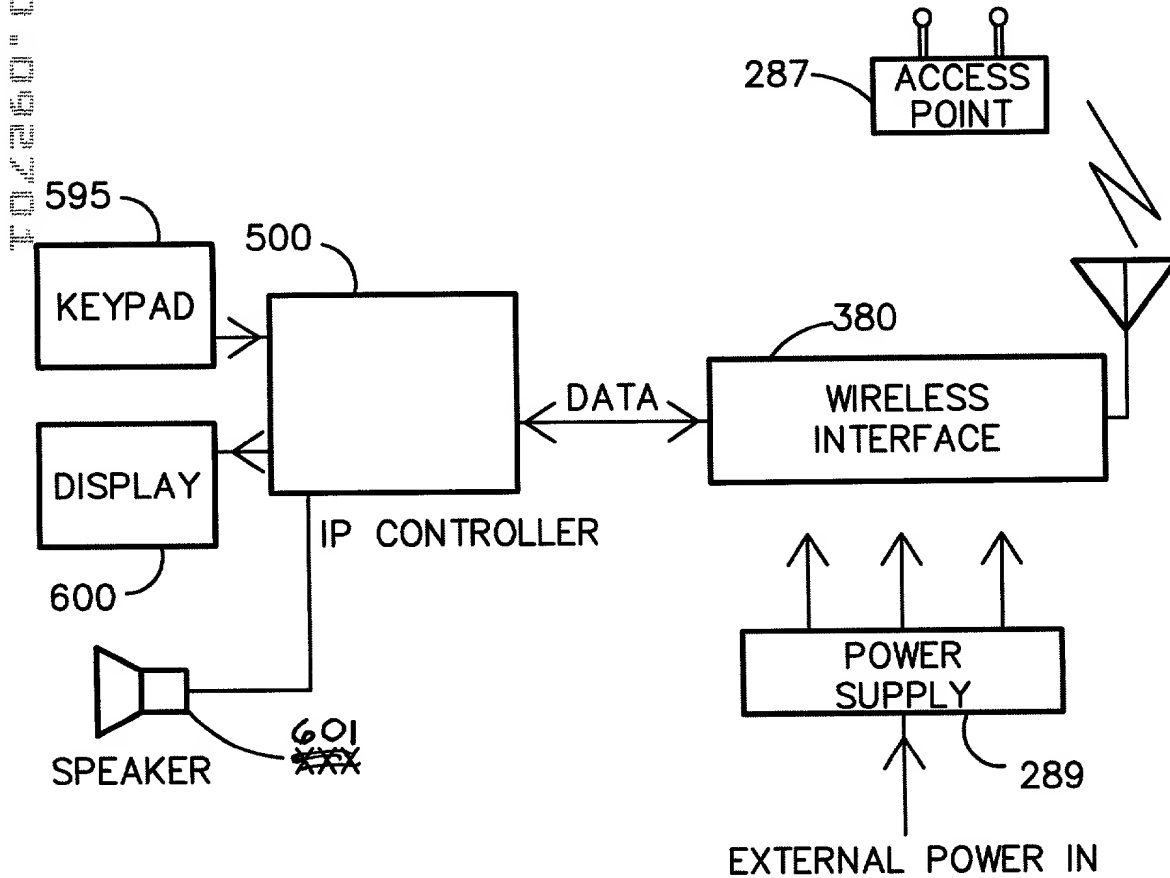 287
ACCESS
POINT
595
KEYPAD
500
380
DATA
WIRELESS
INTERFACE
DISPLAY
600
IP CONTROLLER
601
SPEAKER
POWER
SUPPLY
289
EXTERNAL POWER IN